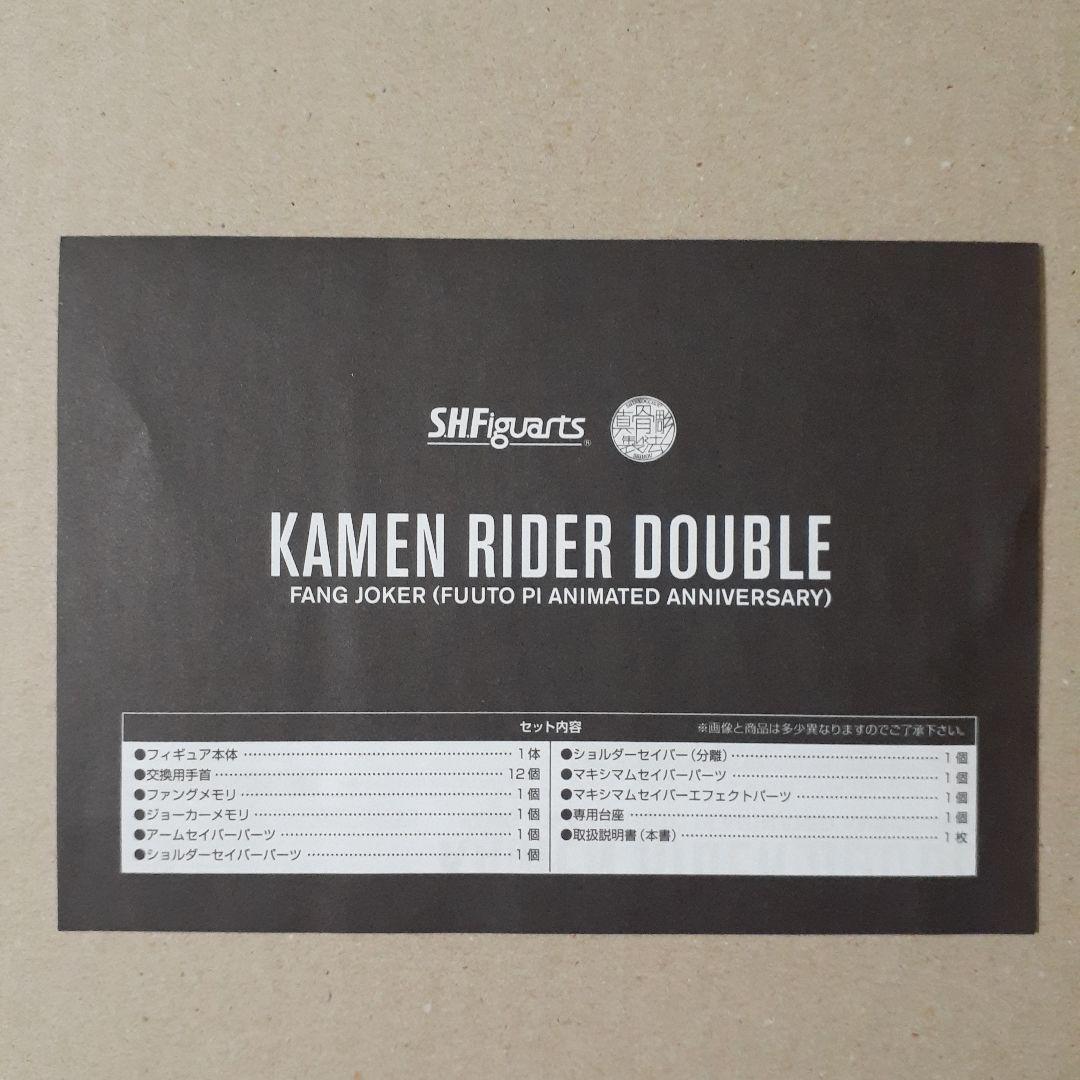 S.H.Figuarts®
真骨彫
製法
KAMEN RIDER DOUBLE
FANG JOKER (FUUTO PI ANIMATED ANNIVERSARY)
セット内容 ※画像と商品は多少異なりますのでご了承下さい。
●フィギュア本体 1体
●交換用手首 12個
●ファングメモリ 1個
●ジョーカーメモリ 1個
●アームセイバーパーツ 1個
●ショルダーセイバーパーツ 1個
●ショルダーセイバー(分離) 1個
●マキシマムセイバーパーツ 1個
●マキシマムセイバーエフェクトパーツ 1個
●専用台座 1個
●取扱説明書(本書) 1枚